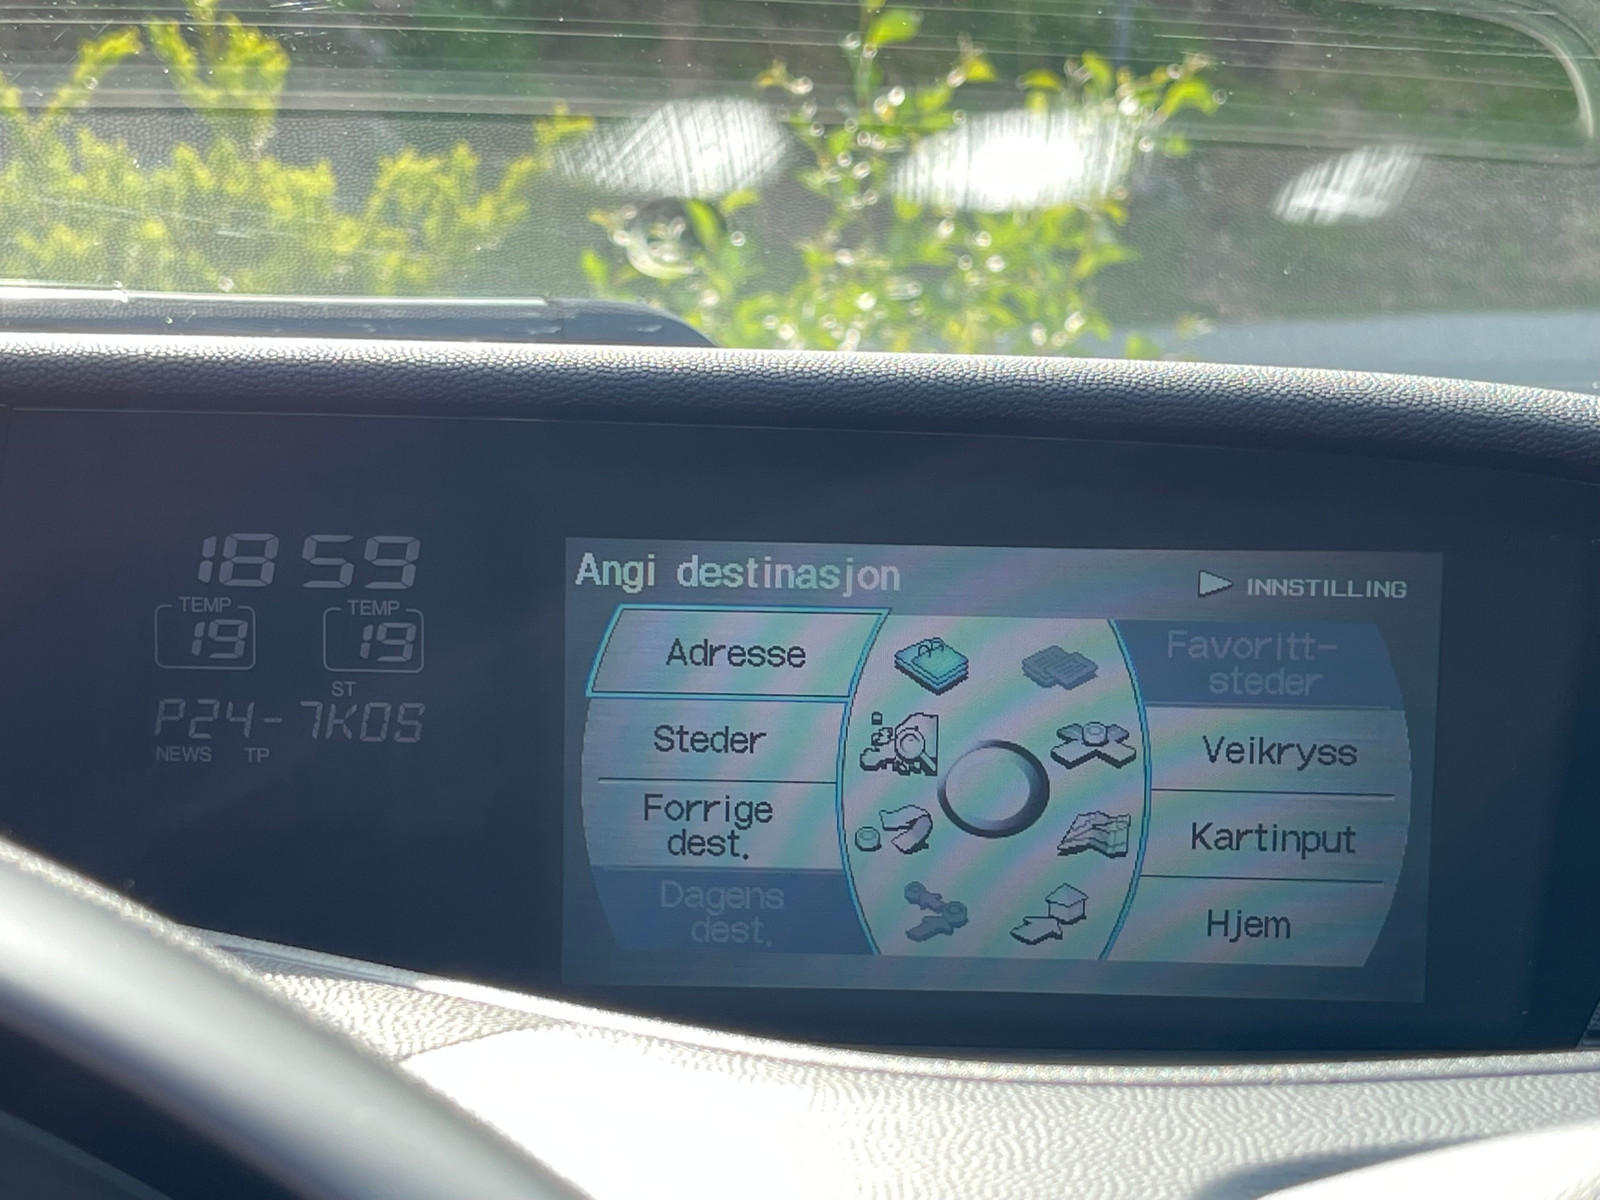 18 59
TEMP TEMP
19 19
ST
P24-7KOS
NEWS TP
Angi destinasjon
INNSTILLING
Adresse
Steder
Forrige
dest.
Dagens
dest.
Favoritt-
steder
Veikryss
Kartinput
Hjem